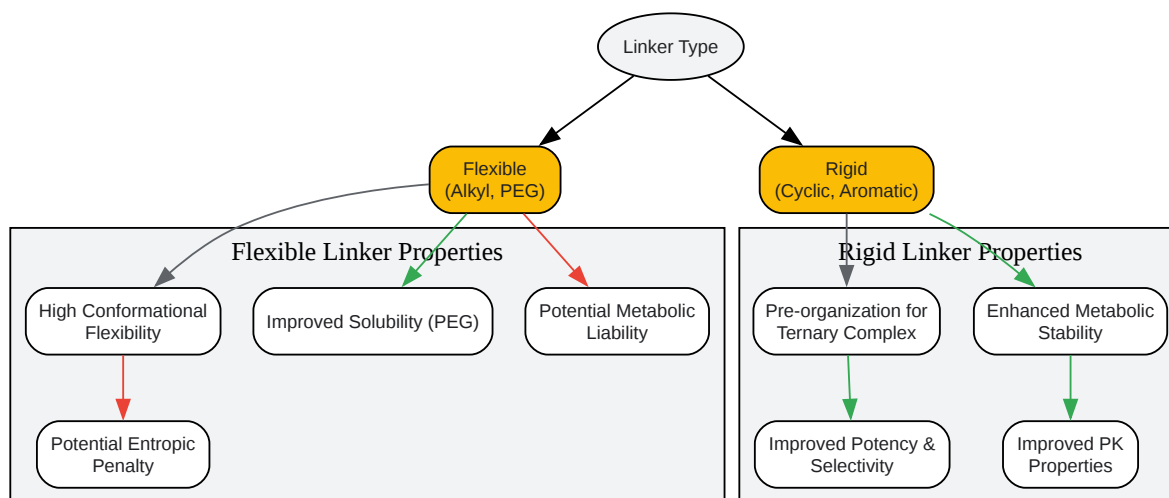 Linker Type
Flexible
(Alkyl, PEG)
Rigid
(Cyclic, Aromatic)
Flexible Linker Properties
Rigid Linker Properties
High Conformational
Flexibility
Improved Solubility (PEG)
Potential Metabolic
Liability
Pre-organization for
Ternary Complex
Enhanced Metabolic
Stability
Potential Entropic
Penalty
Improved Potency &
Selectivity
Improved PK
Properties